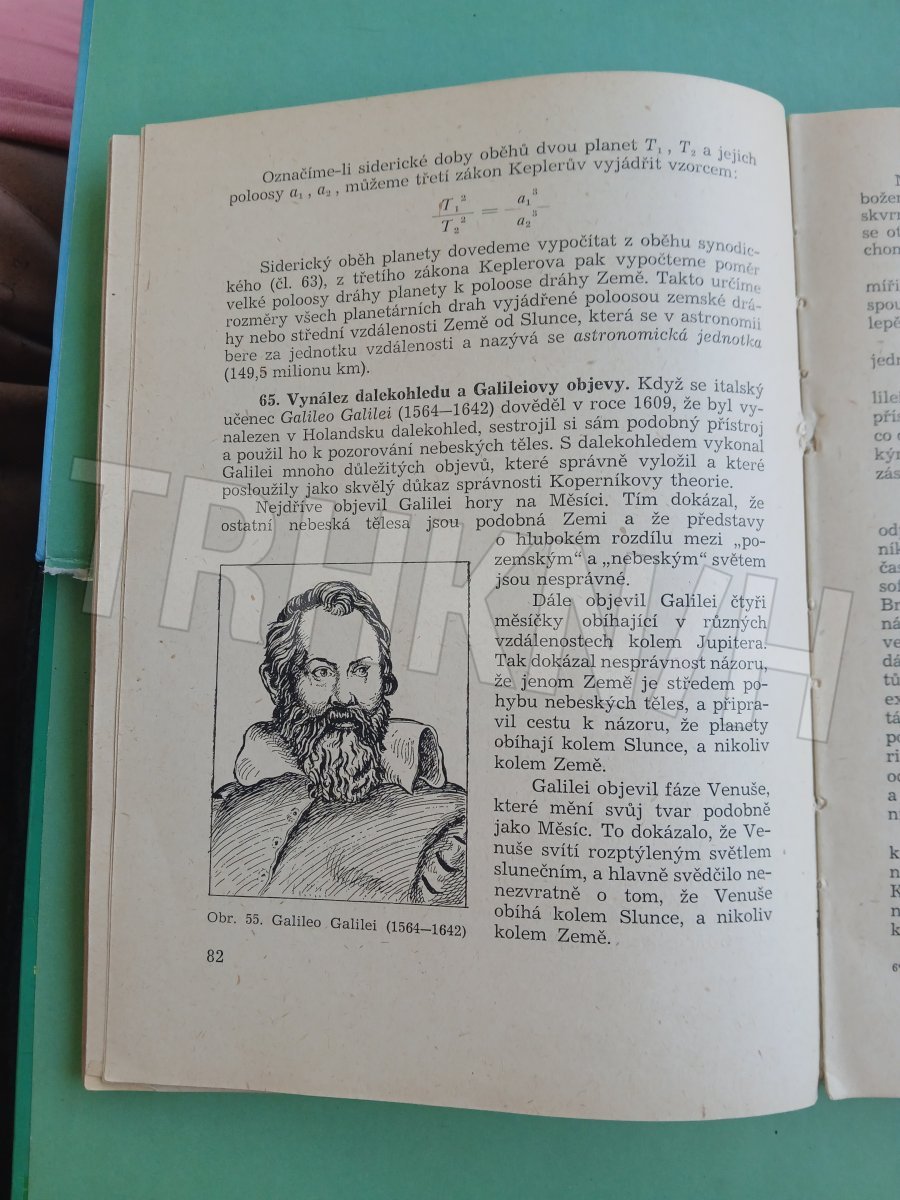 Označíme-li siderické doby oběhů dvou planet T₁, T₂ a jejich
poloosy a₁, a₂, můžeme třetí zákon Keplerův vyjádřit vzorcem:
T₁² / T₂² = a₁³ / a₂³
Siderický oběh planety dovedeme vypočítat z oběhu synodic-
kého (čl. 63), z třetího zákona Keplerova pak vypočteme poměr
velké poloosy dráhy planety k poloose dráhy Země. Takto určíme
rozměry všech planetárních drah vyjádřené poloosou zemské drá-
hy nebo střední vzdálenosti Země od Slunce, která se v astronomii
bere za jednotku vzdálenosti a nazývá se astronomická jednotka
(149,5 milionu km).
65. Vynález dalekohledu a Galileiovy objevy. Když se italský
učenec Galileo Galilei (1564—1642) dověděl v roce 1609, že byl vy-
nalezen v Holandsku dalekohled, sestrojil si sám podobný přístroj
a použil ho k pozorování nebeských těles. S dalekohledem vykonal
Galilei mnoho důležitých objevů, které správně vyložil a které
posloužily jako skvělý důkaz správnosti Koperníkovy theorie.
Nejdříve objevil Galilei hory na Měsíci. Tím dokázal, že
ostatní nebeská tělesa jsou podobná Zemi a že představy
o hlubokém rozdílu mezi „po-
zemským“ a „nebeským“ světem
jsou nesprávné.
Dále objevil Galilei čtyři
měsíčky obíhající v různých
vzdálenostech kolem Jupitera.
Tak dokázal nesprávnost názoru,
že jenom Země je středem po-
hybu nebeských těles, a připra-
vil cestu k názoru, že planety
obíhají kolem Slunce, a nikoliv
kolem Země.
Galilei objevil fáze Venuše,
které mění svůj tvar podobně
jako Měsíc. To dokázalo, že Ve-
nuše svítí rozptýleným světlem
slunečním, a hlavně svědčilo ne-
nezvratně o tom, že Venuše
obíhá kolem Slunce, a nikoliv
kolem Země.
Obr. 55. Galileo Galilei (1564—1642)
82
TRHKNIH